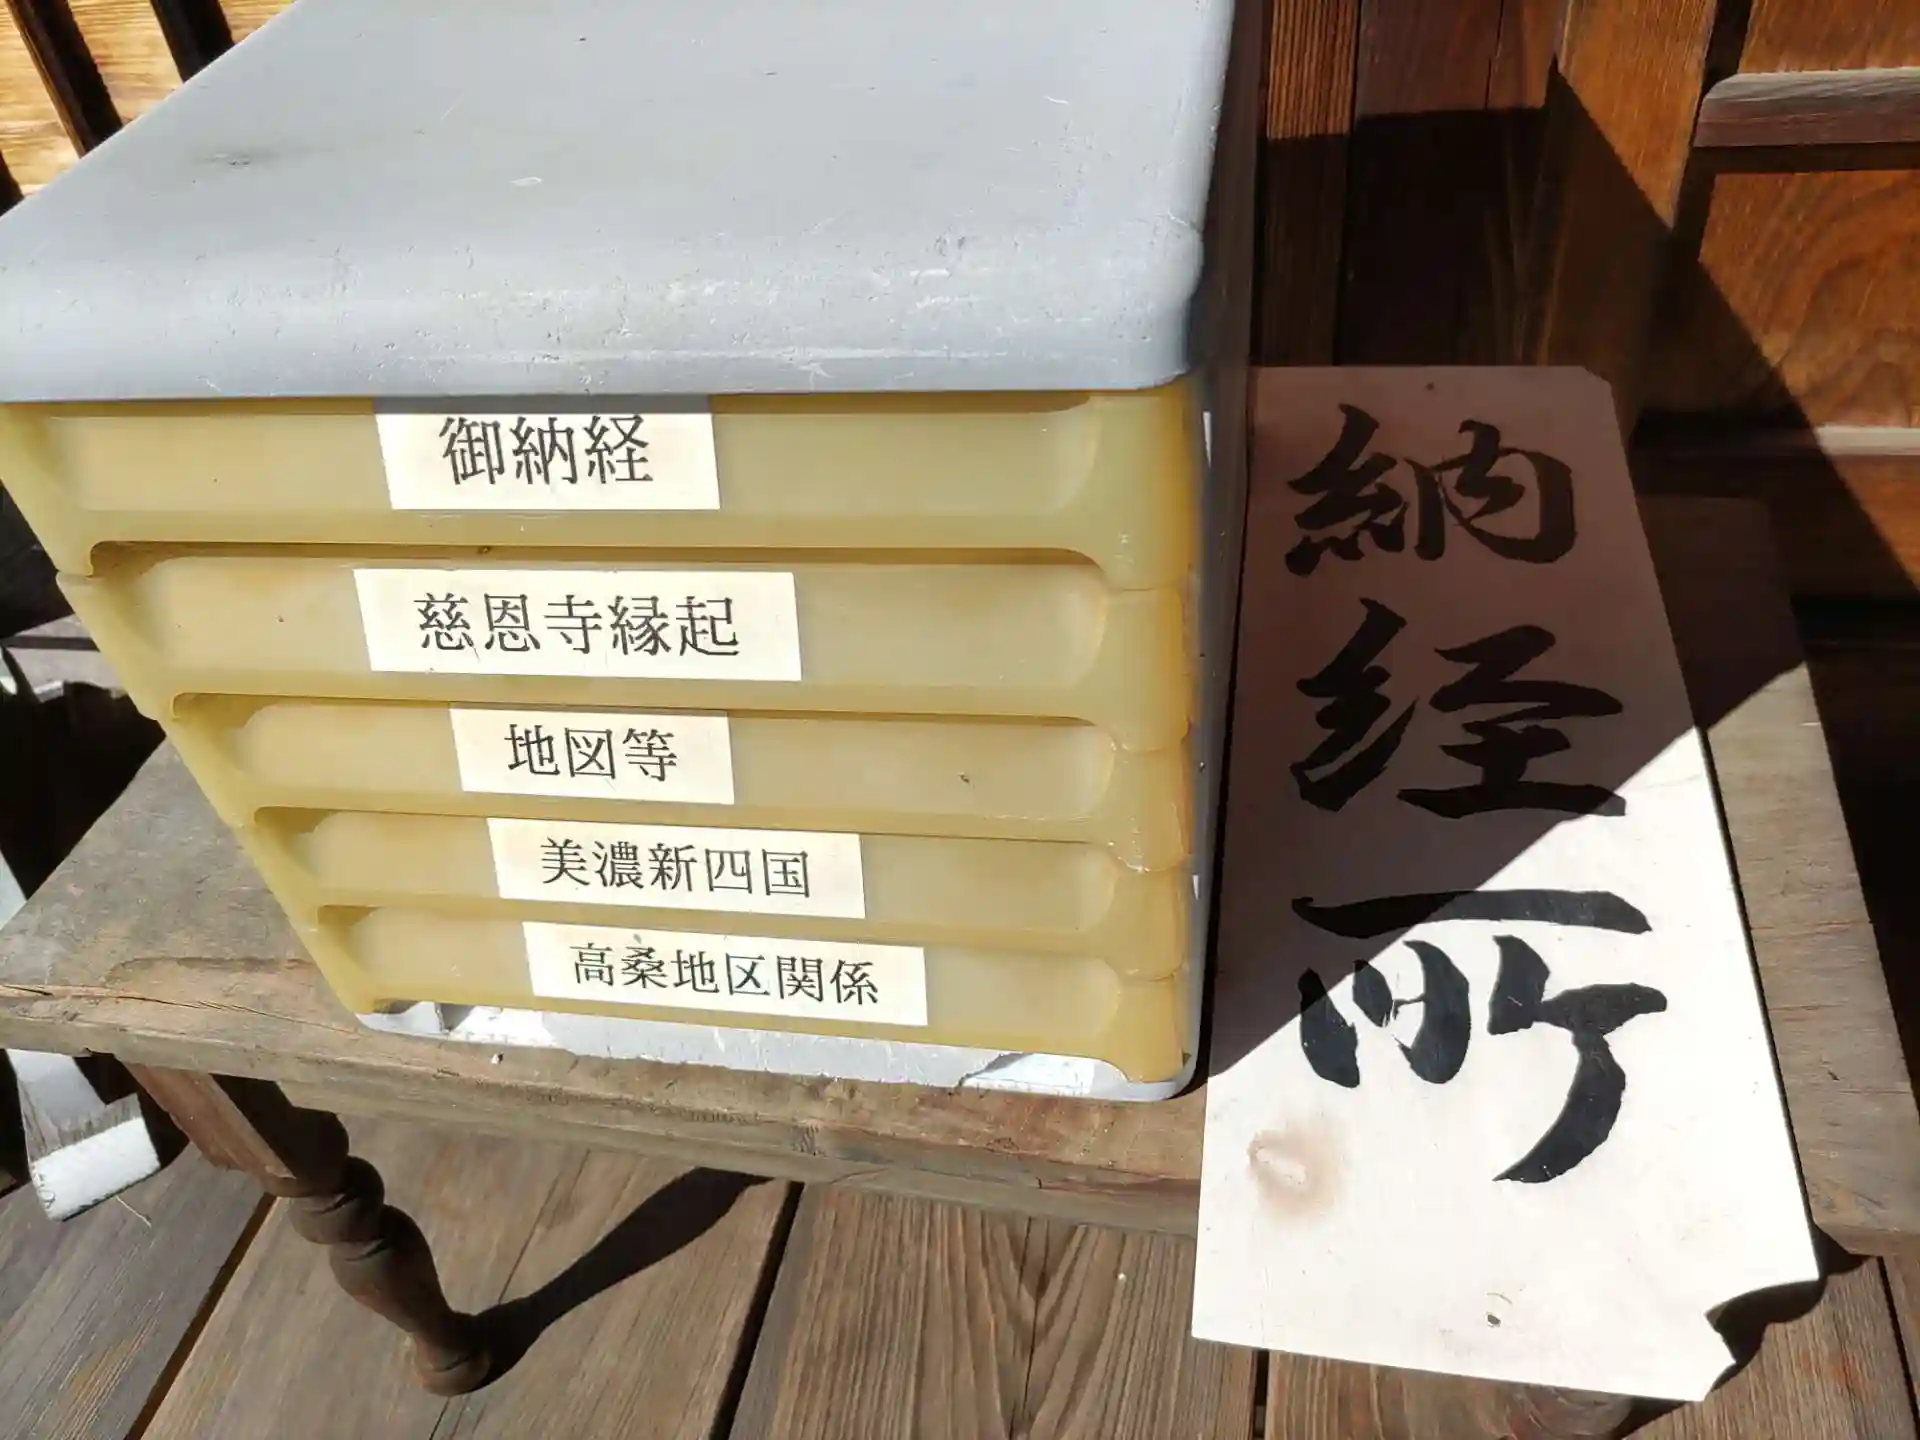 御納経
慈恩寺縁起
地図等
美濃新四国
高桑地区関係
納経所